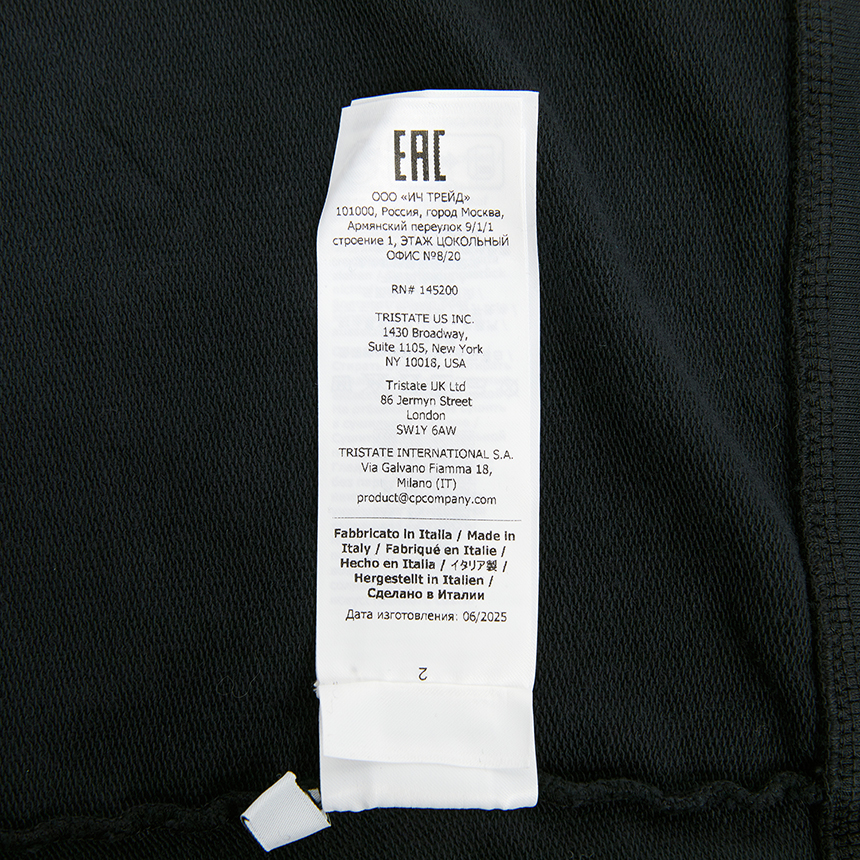 EAC
ООО «ИЧ ТРЕЙД»
101000, Россия, город Москва,
Армянский переулок 9/1/1
строение 1, ЭТАЖ ЦОКОЛЬНЫЙ
ОФИС №8/20
RN# 145200
TRISTATE US INC.
1430 Broadway,
Suite 1105, New York
NY 10018, USA
Tristate UK Ltd
86 Jermyn Street
London
SW1Y 6AW
TRISTATE INTERNATIONAL S.A.
Via Galvano Fiamma 18,
Milano (IT)
product@cpcompany.com
Fabbricato in Italia / Made in
Italy / Fabriqué en Italie /
Hecho en Italia / イタリア製 /
Hergestellt in Italien /
Сделано в Италии
Дата изготовления: 06/2025
2